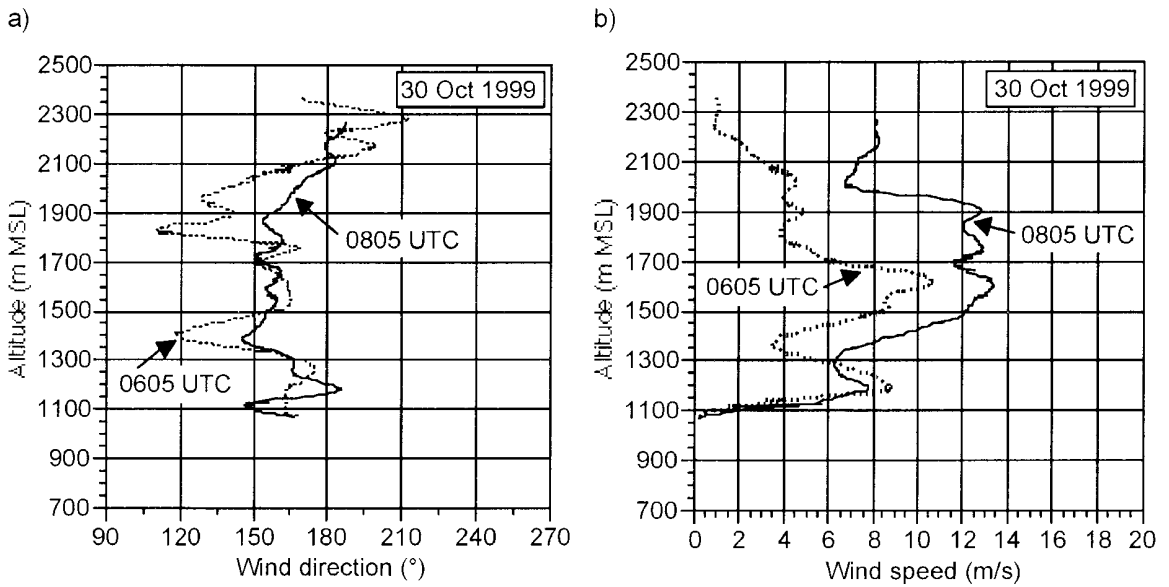 a)
2500
2300
2100
1900
1700
1500
1300
1100
900
700
Altitude (m MSL)
30 Oct 1999
0805 UTC
0605 UTC
90 120 150 180 210 240 270
Wind direction (°)
b)
2500
2300
2100
1900
1700
1500
1300
1100
900
700
Altitude (m MSL)
30 Oct 1999
0805 UTC
0605 UTC
0 2 4 6 8 10 12 14 16 18 20
Wind speed (m/s)